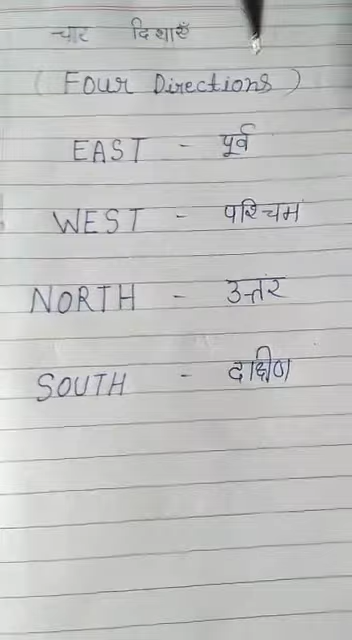 चार दिशाएँ
(Four Directions)
EAST - पूर्व
WEST - पश्चिम
NORTH - उत्तर
SOUTH - दक्षिण